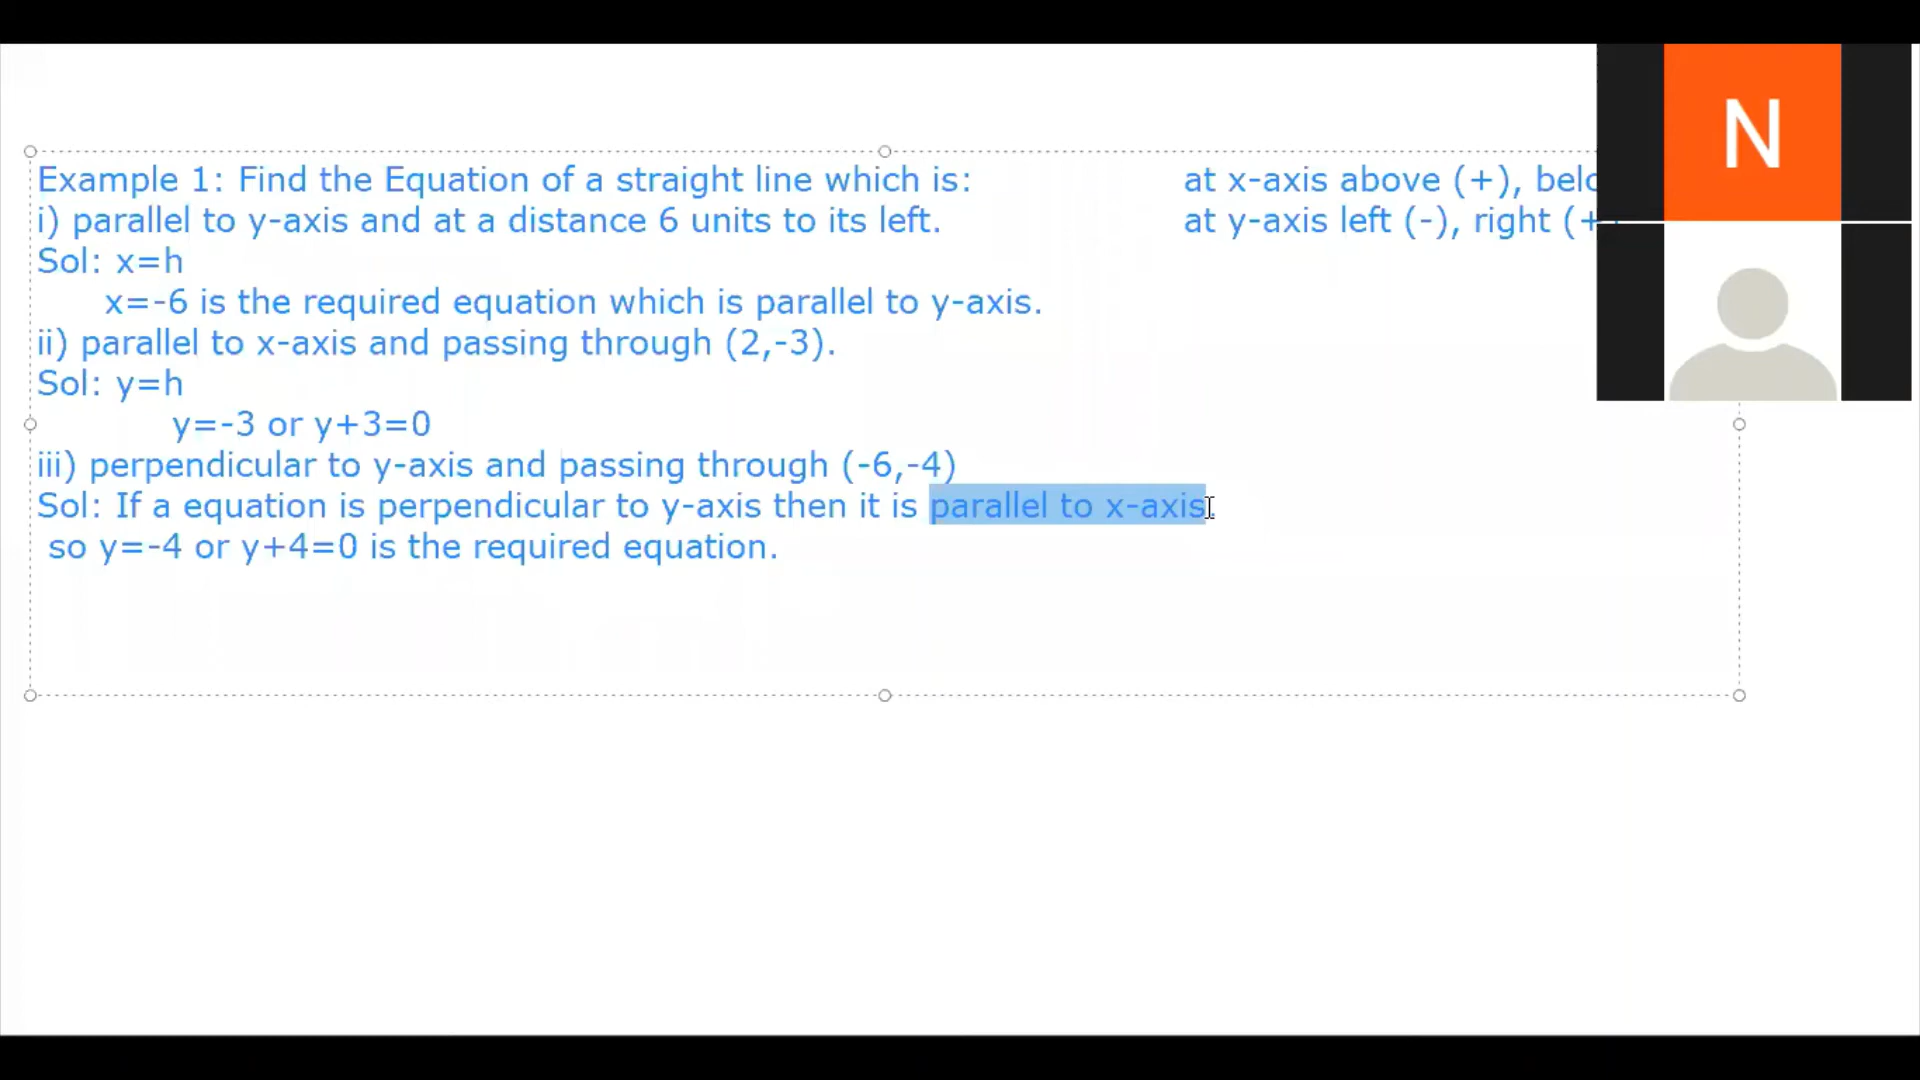 Example 1: Find the Equation of a straight line which is: at x-axis above (+),
i) parallel to y-axis and at a distance 6 units to its left. at y-axis left (-), right (+
Sol: x=h
x=-6 is the required equation which is parallel to y-axis.
ii) parallel to x-axis and passing through (2,-3).
Sol: y=h
y=-3 or y+3=0
iii) perpendicular to y-axis and passing through (-6,-4)
Sol: If a equation is perpendicular to y-axis then it is parallel to x-axis.
so y=-4 or y+4=0 is the required equation.
N